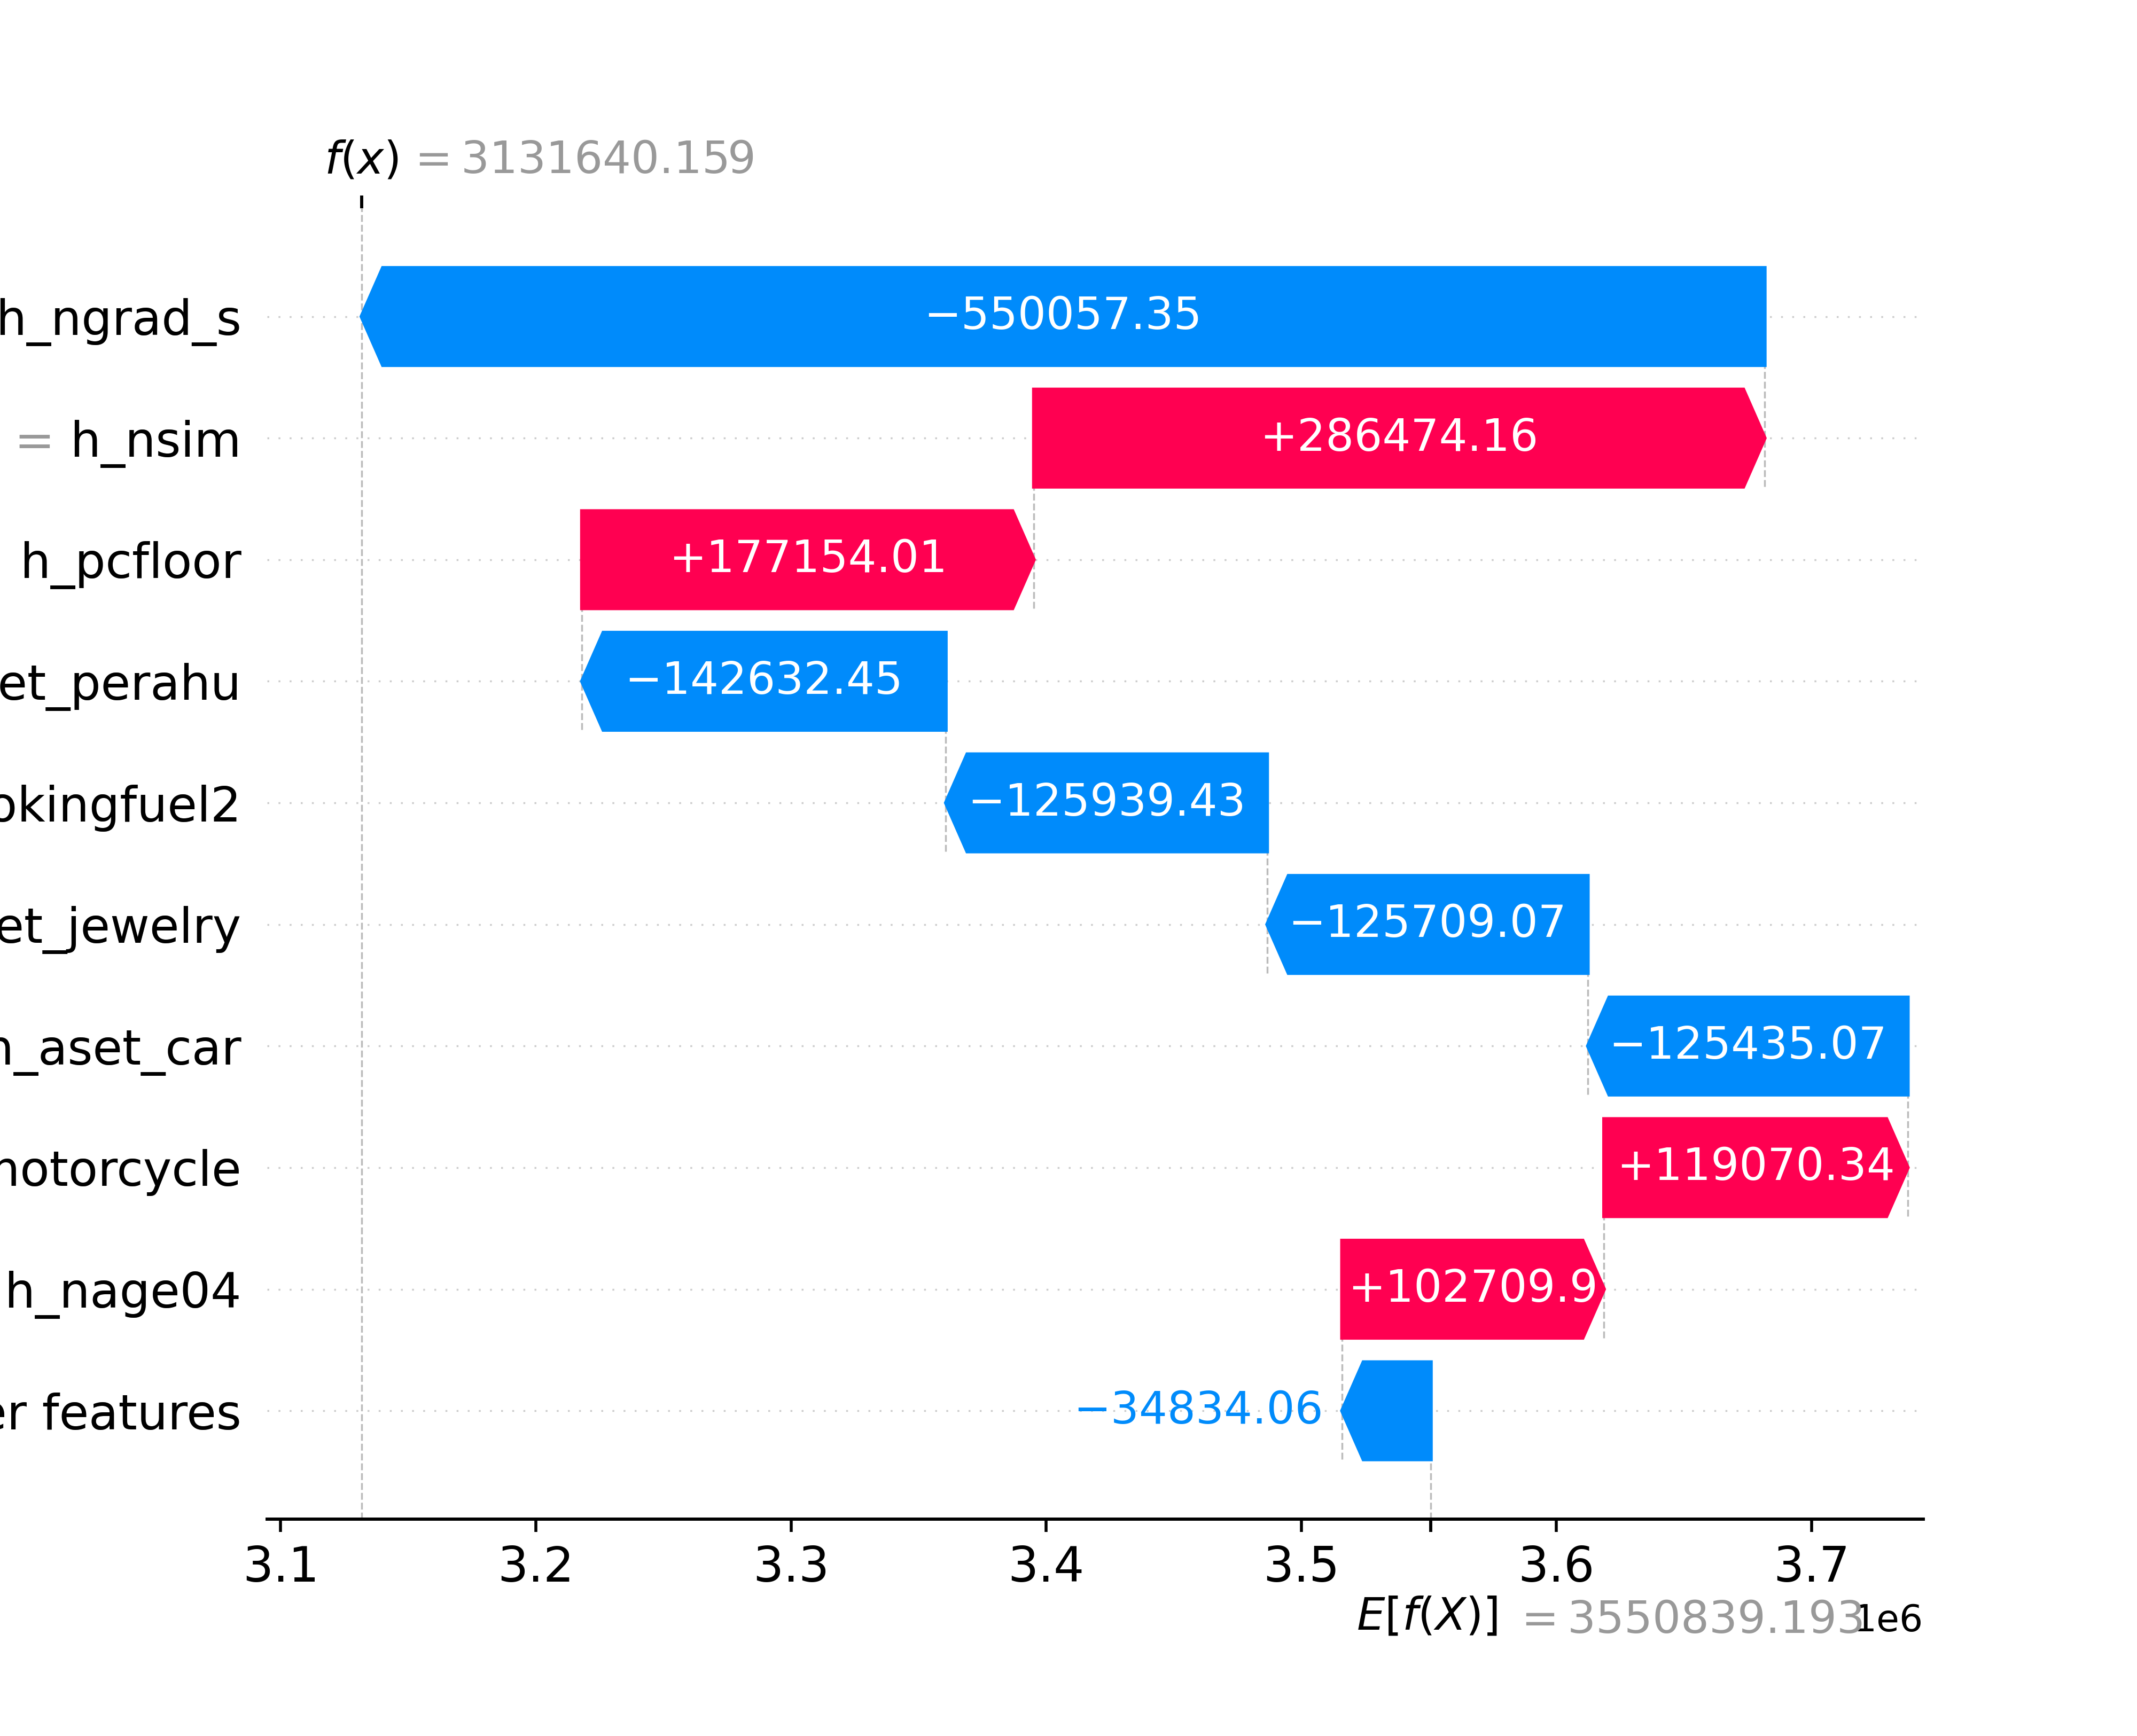 f(x) = 3131640.159
h_ngrad_s −550057.35
= h_nsim +286474.16
h_pcfloor +177154.01
et_perahu −142632.45
okingfuel2 −125939.43
et_jewelry −125709.07
_aset_car −125435.07
otorcycle +119070.34
h_nage04 +102709.9
er features −34834.06
3.1 3.2 3.3 3.4 3.5 3.6 3.7
E[f(X)] = 3550839.193 1e6